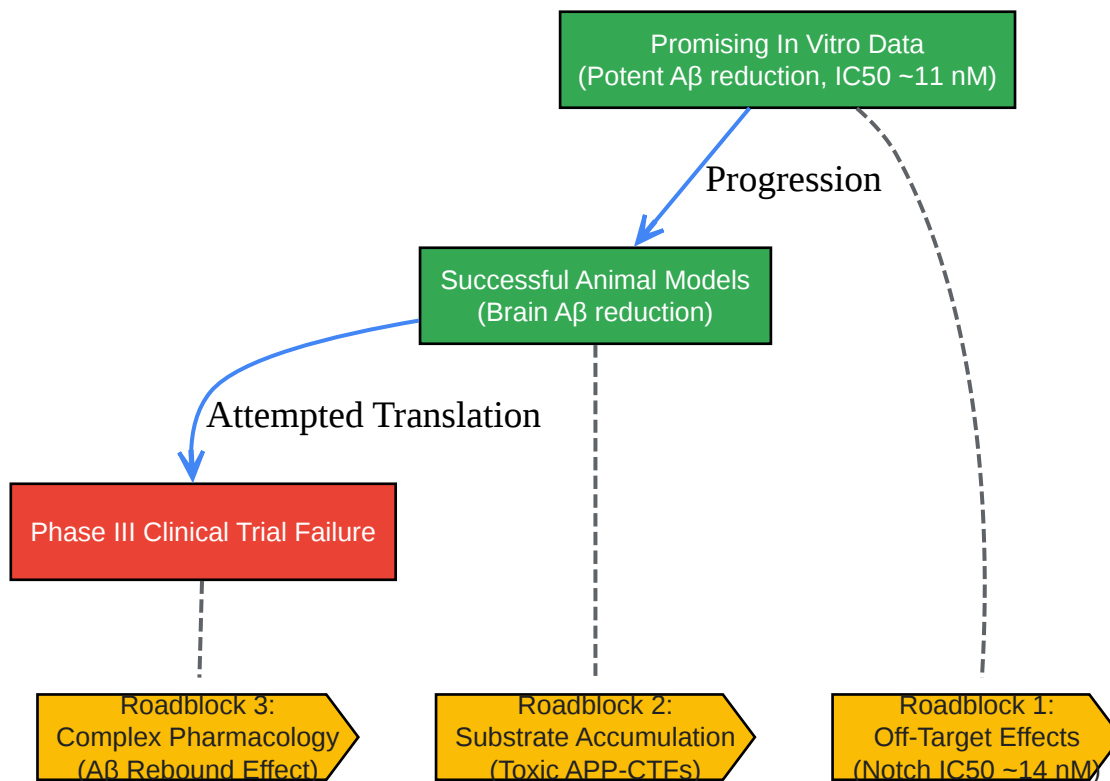 Promising In Vitro Data
(Potent Aβ reduction, IC50 ~11 nM)
Progression
Successful Animal Models
(Brain Aβ reduction)
Attempted Translation
Phase III Clinical Trial Failure
Roadblock 3:
Complex Pharmacology
(Aβ Rebound Effect)
Roadblock 2:
Substrate Accumulation
(Toxic APP-CTFs)
Roadblock 1:
Off-Target Effects
(Notch IC50 ~14 nM)